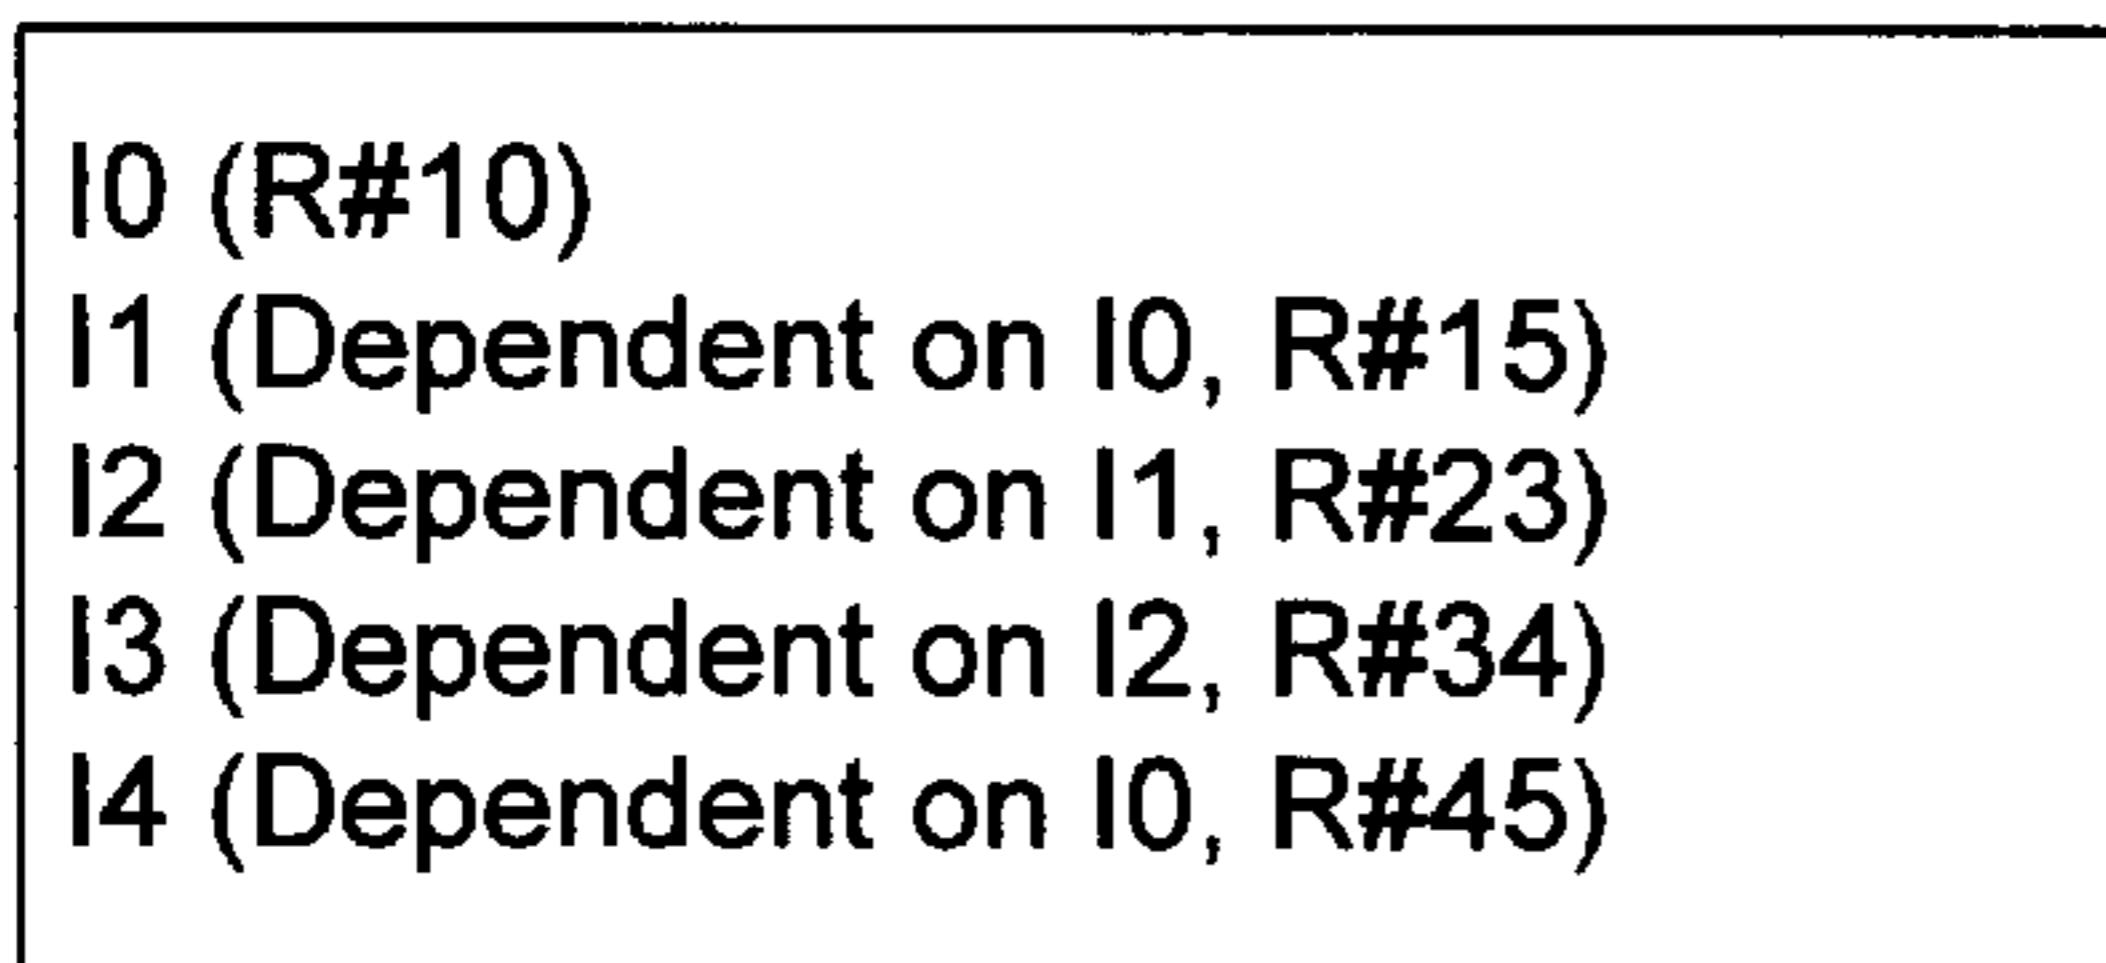 I0 (R#10)
I1 (Dependent on I0, R#15)
I2 (Dependent on I1, R#23)
I3 (Dependent on I2, R#34)
I4 (Dependent on I0, R#45)